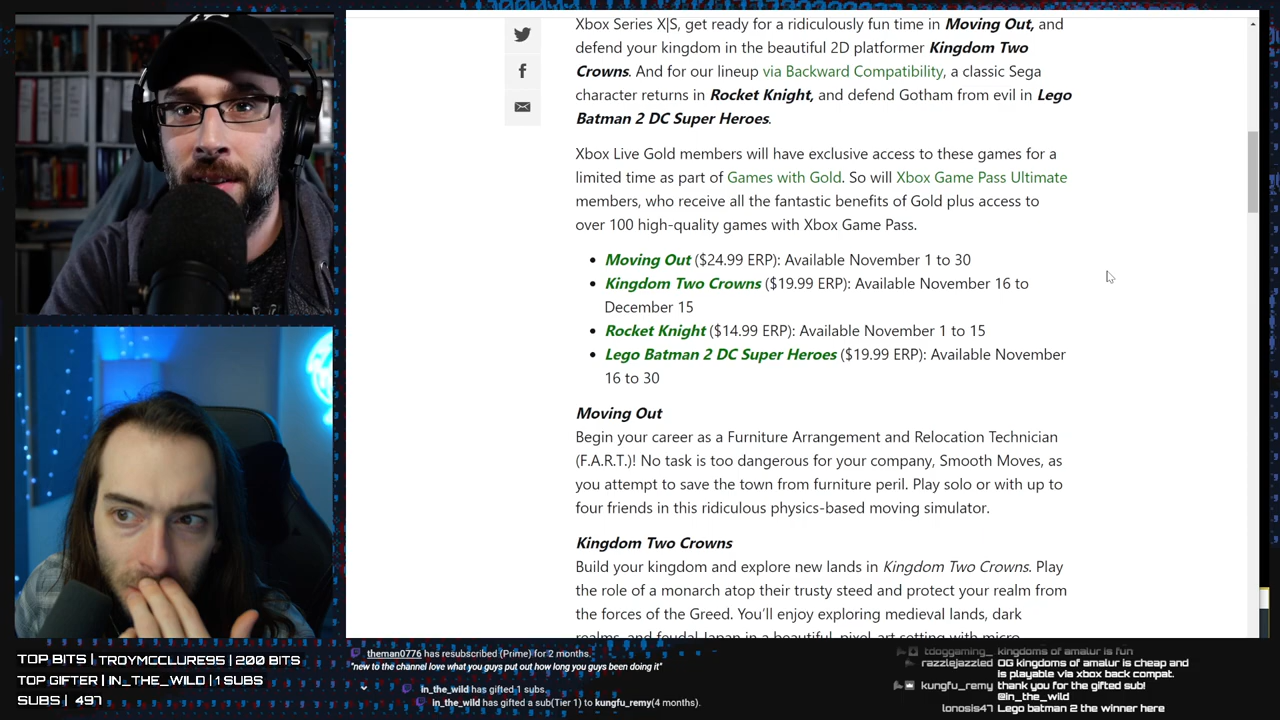 Xbox Series X|S, get ready for a ridiculously fun time in Moving Out, and
defend your kingdom in the beautiful 2D platformer Kingdom Two
Crowns. And for our lineup via Backward Compatibility, a classic Sega
character returns in Rocket Knight, and defend Gotham from evil in Lego
Batman 2 DC Super Heroes.
Xbox Live Gold members will have exclusive access to these games for a
limited time as part of Games with Gold. So will Xbox Game Pass Ultimate
members, who receive all the fantastic benefits of Gold plus access to
over 100 high-quality games with Xbox Game Pass.
• Moving Out ($24.99 ERP): Available November 1 to 30
• Kingdom Two Crowns ($19.99 ERP): Available November 16 to
December 15
• Rocket Knight ($14.99 ERP): Available November 1 to 15
• Lego Batman 2 DC Super Heroes ($19.99 ERP): Available November
16 to 30
Moving Out
Begin your career as a Furniture Arrangement and Relocation Technician
(F.A.R.T.)! No task is too dangerous for your company, Smooth Moves, as
you attempt to save the town from furniture peril. Play solo or with up to
four friends in this ridiculous physics-based moving simulator.
Kingdom Two Crowns
Build your kingdom and explore new lands in Kingdom Two Crowns. Play
the role of a monarch atop their trusty steed and protect your realm from
the forces of the Greed. You'll enjoy exploring medieval lands, dark
realms, and feudal Japan in a beautiful, pixel-art setting with micro
TOP BITS | TROYMCCLURE95 | 200 BITS
TOP GIFTER | IN_THE_WILD | 1 SUBS
SUBS | 497
theman0776 has resubscribed (Prime) for 2 months.
"new to the channel love what you guys put out how long you guys been doing it"
in_the_wild has gifted 1 subs.
in_the_wild has gifted a sub(Tier 1) to kungfu_remy(4 months).
tdoggaming_ kingdoms of amalur is fun
razzlejazzled OG kingdoms of amalur is cheap and
is playable via xbox back compat.
kungfu_remy thank you for the gifted sub!
@in_the_wild
lonosis47 Lego batman 2 the winner here